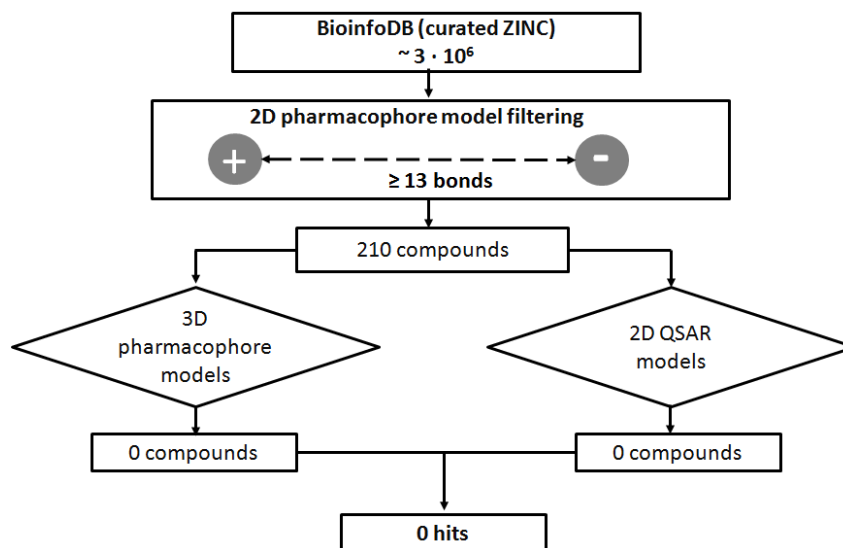 BioinfoDB (curated ZINC)
~ 3 · 10⁶
2D pharmacophore model filtering
+ -
≥ 13 bonds
210 compounds
3D
pharmacophore
models
2D QSAR
models
0 compounds
0 compounds
0 hits